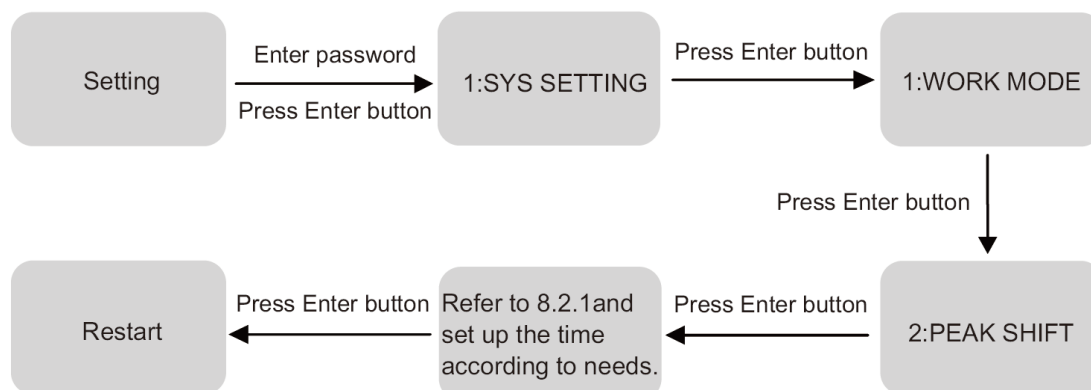 Setting
Enter password
Press Enter button
1:SYS SETTING
Press Enter button
1:WORK MODE
Press Enter button
2:PEAK SHIFT
Press Enter button
Refer to 8.2.1and
set up the time
according to needs.
Press Enter button
Restart